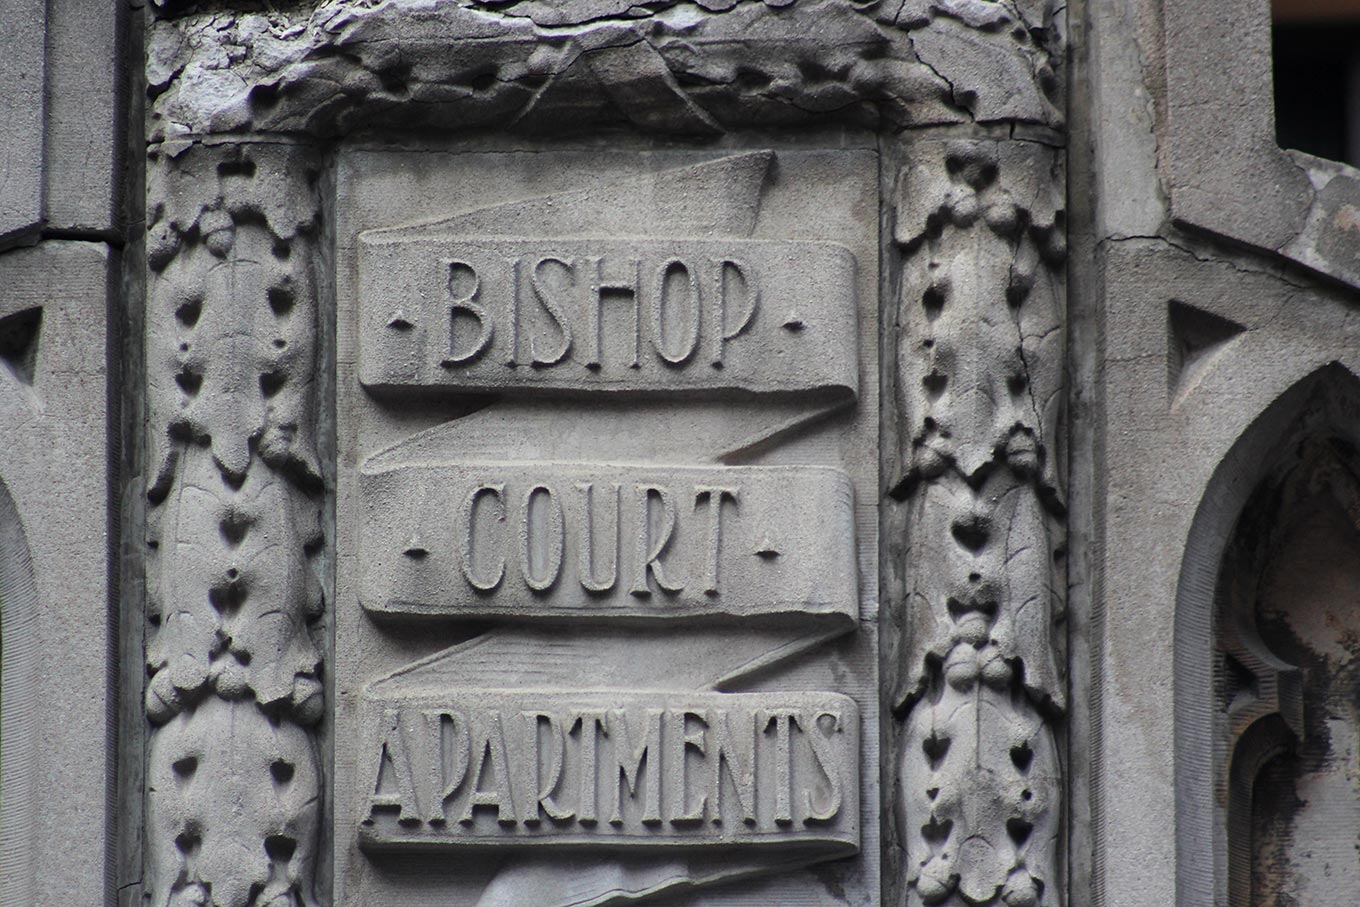 · BISHOP ·
· COURT ·
APARTMENTS